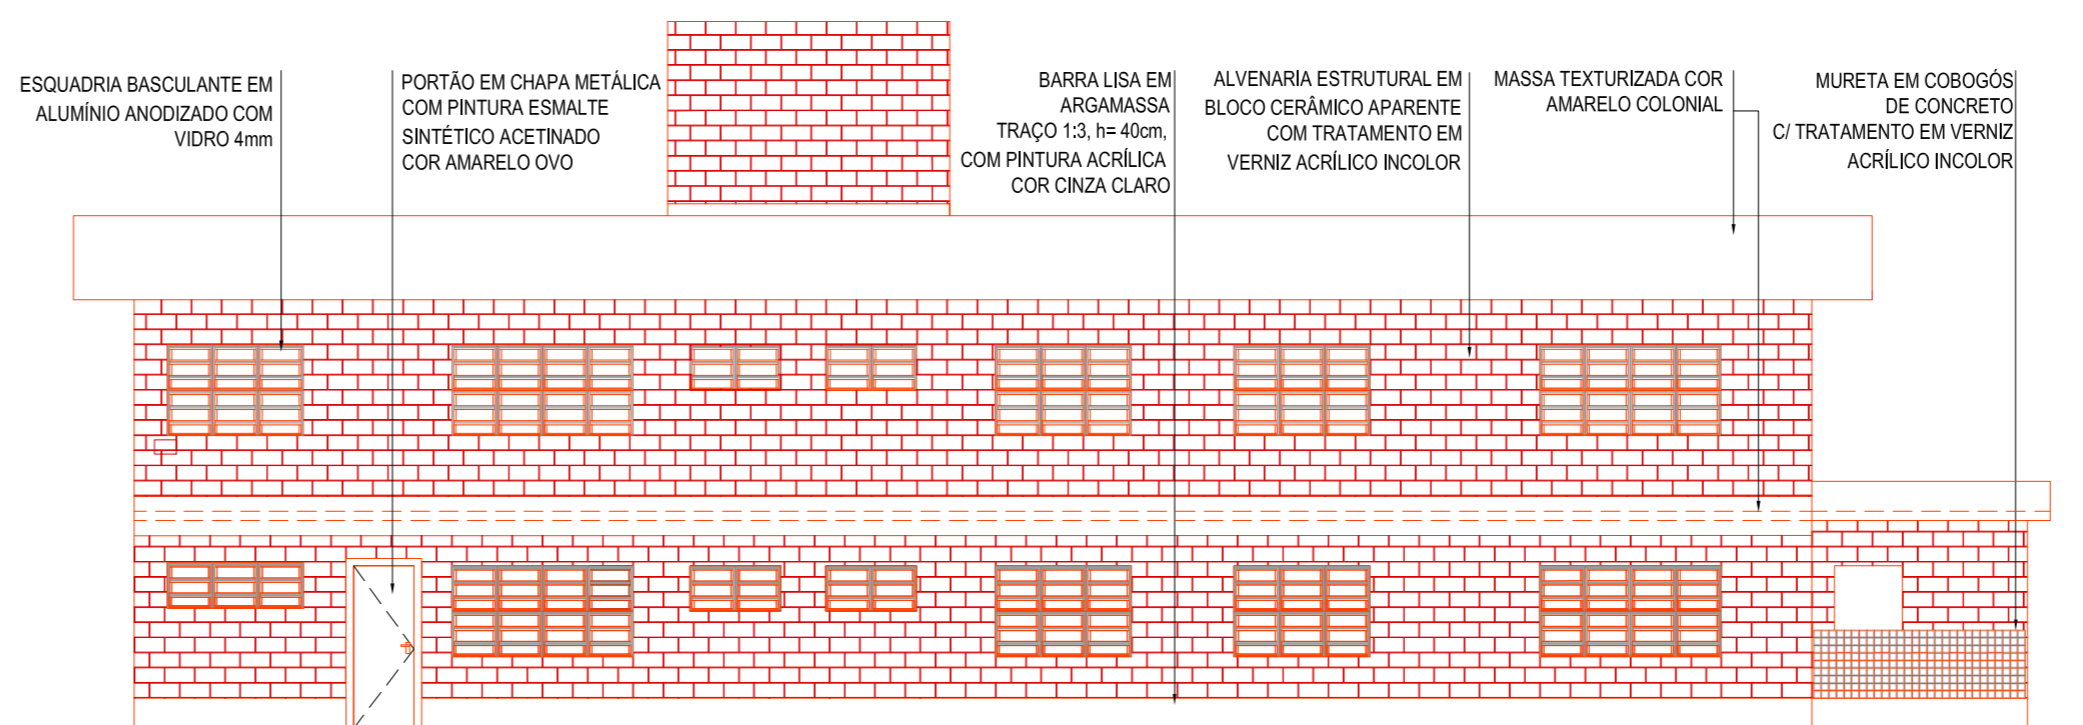 ESQUADRIA BASCULANTE EM
ALUMÍNIO ANODIZADO COM
VIDRO 4mm
PORTÃO EM CHAPA METÁLICA
COM PINTURA ESMALTE
SINTÉTICO ACETINADO
COR AMARELO OVO
BARRA LISA EM
ARGAMASSA
TRAÇO 1:3, h= 40cm,
COM PINTURA ACRÍLICA
COR CINZA CLARO
ALVENARIA ESTRUTURAL EM
BLOCO CERÂMICO APARENTE
COM TRATAMENTO EM
VERNIZ ACRÍLICO INCOLOR
MASSA TEXTURIZADA COR
AMARELO COLONIAL
MURETA EM COBOGÓS
DE CONCRETO
C/ TRATAMENTO EM VERNIZ
ACRÍLICO INCOLOR